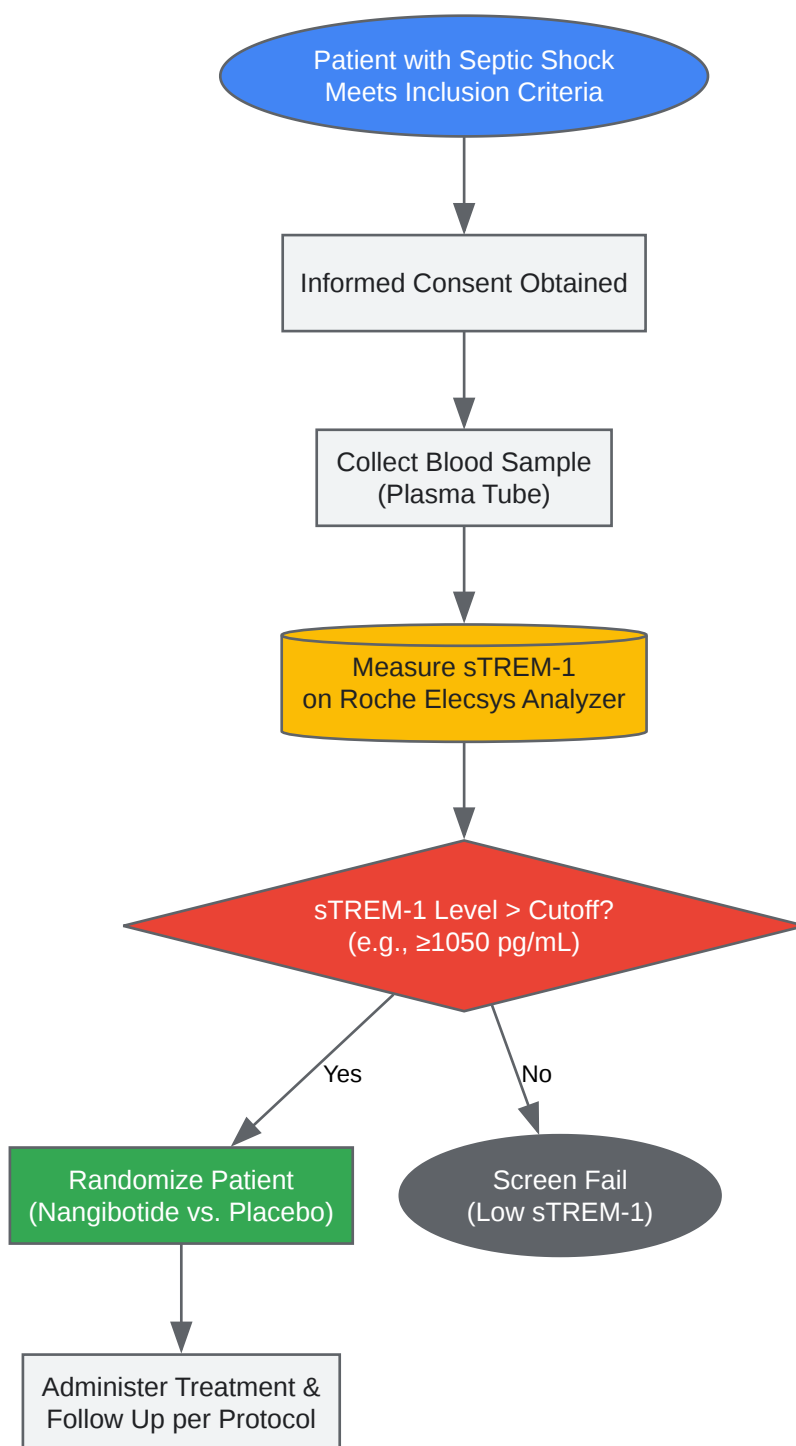 Patient with Septic Shock
Meets Inclusion Criteria
Informed Consent Obtained
Collect Blood Sample
(Plasma Tube)
Measure sTREM-1
on Roche Elecsys Analyzer
sTREM-1 Level > Cutoff?
(e.g., ≥1050 pg/mL)
Yes
No
Randomize Patient
(Nangibotide vs. Placebo)
Screen Fail
(Low sTREM-1)
Administer Treatment &
Follow Up per Protocol